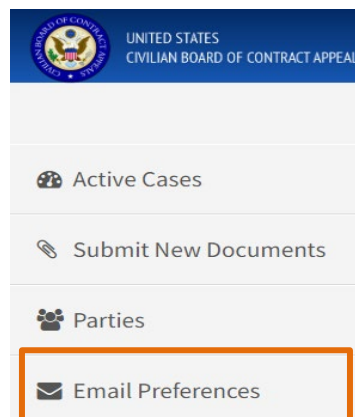 UNITED STATES
CIVILIAN BOARD OF CONTRACT APPEAL
Active Cases
Submit New Documents
Parties
Email Preferences